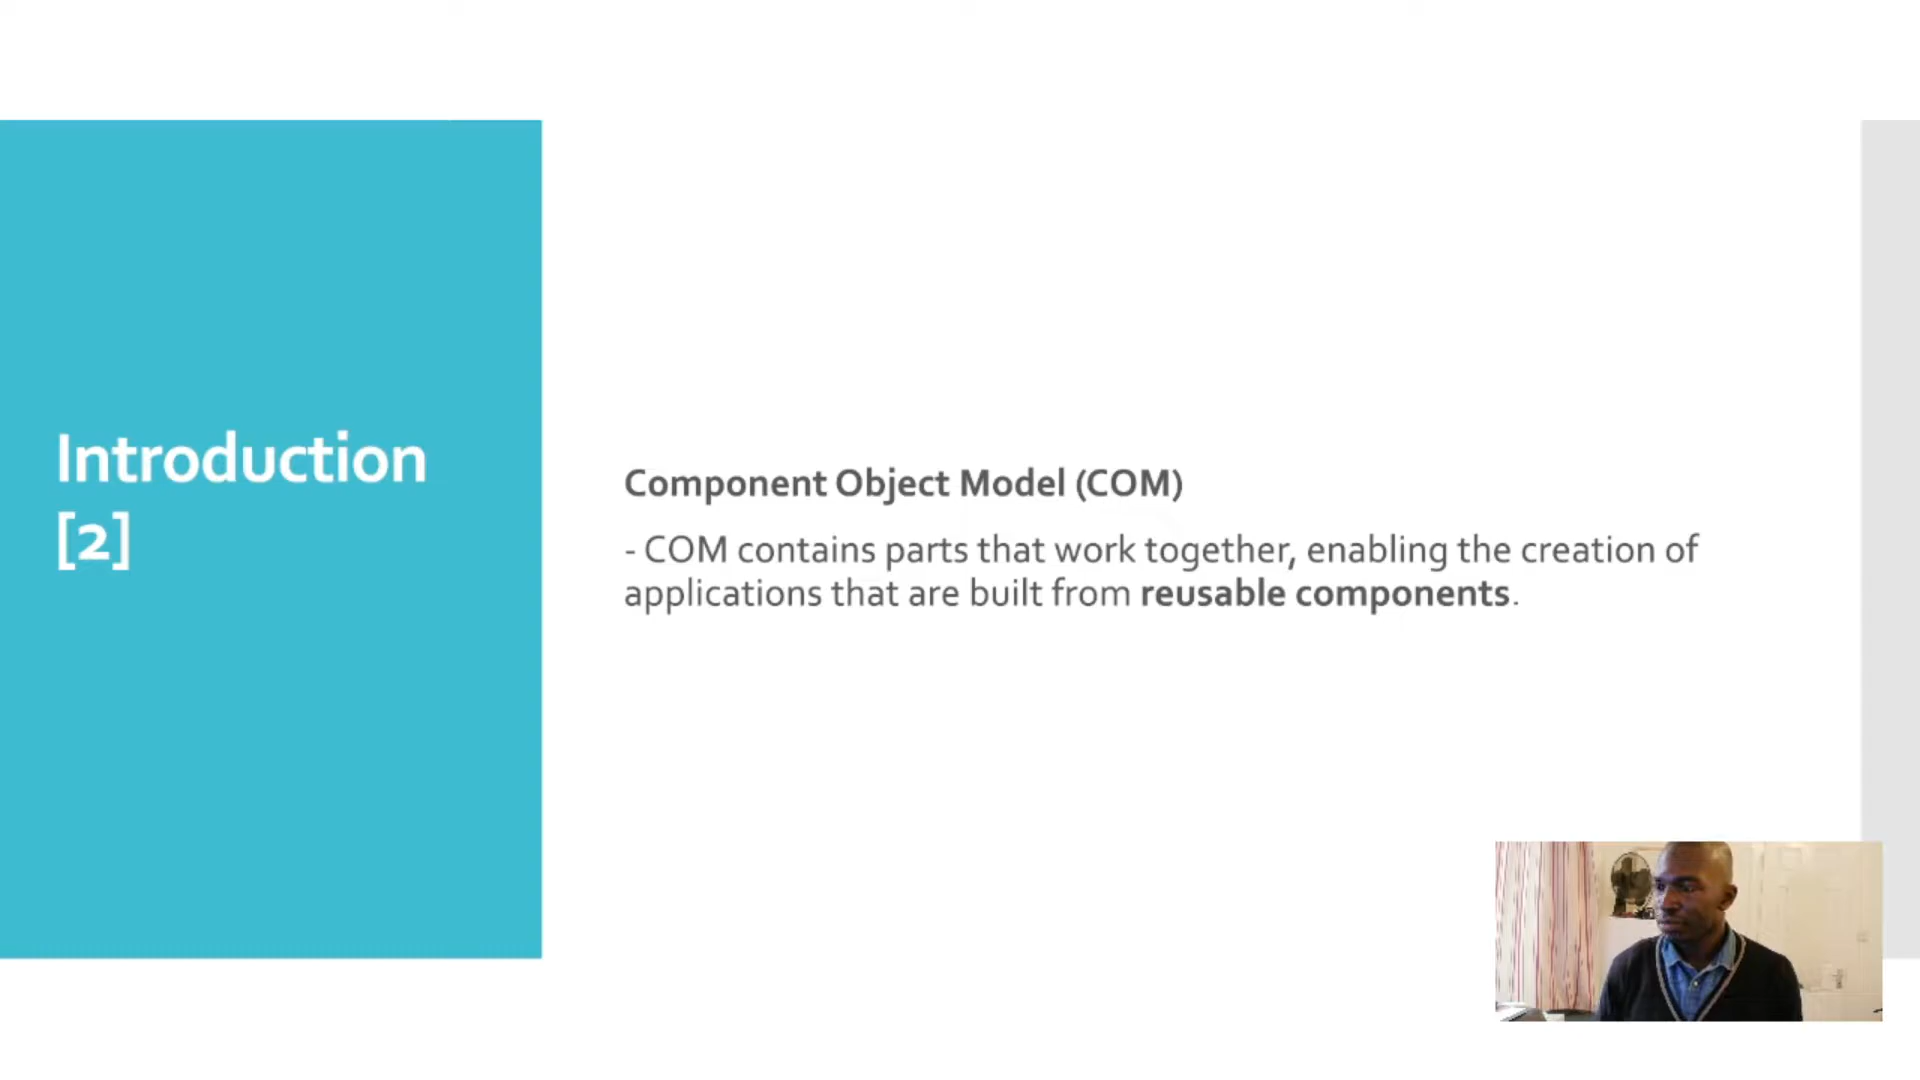 Introduction
[2]
Component Object Model (COM)
- COM contains parts that work together, enabling the creation of
applications that are built from reusable components.